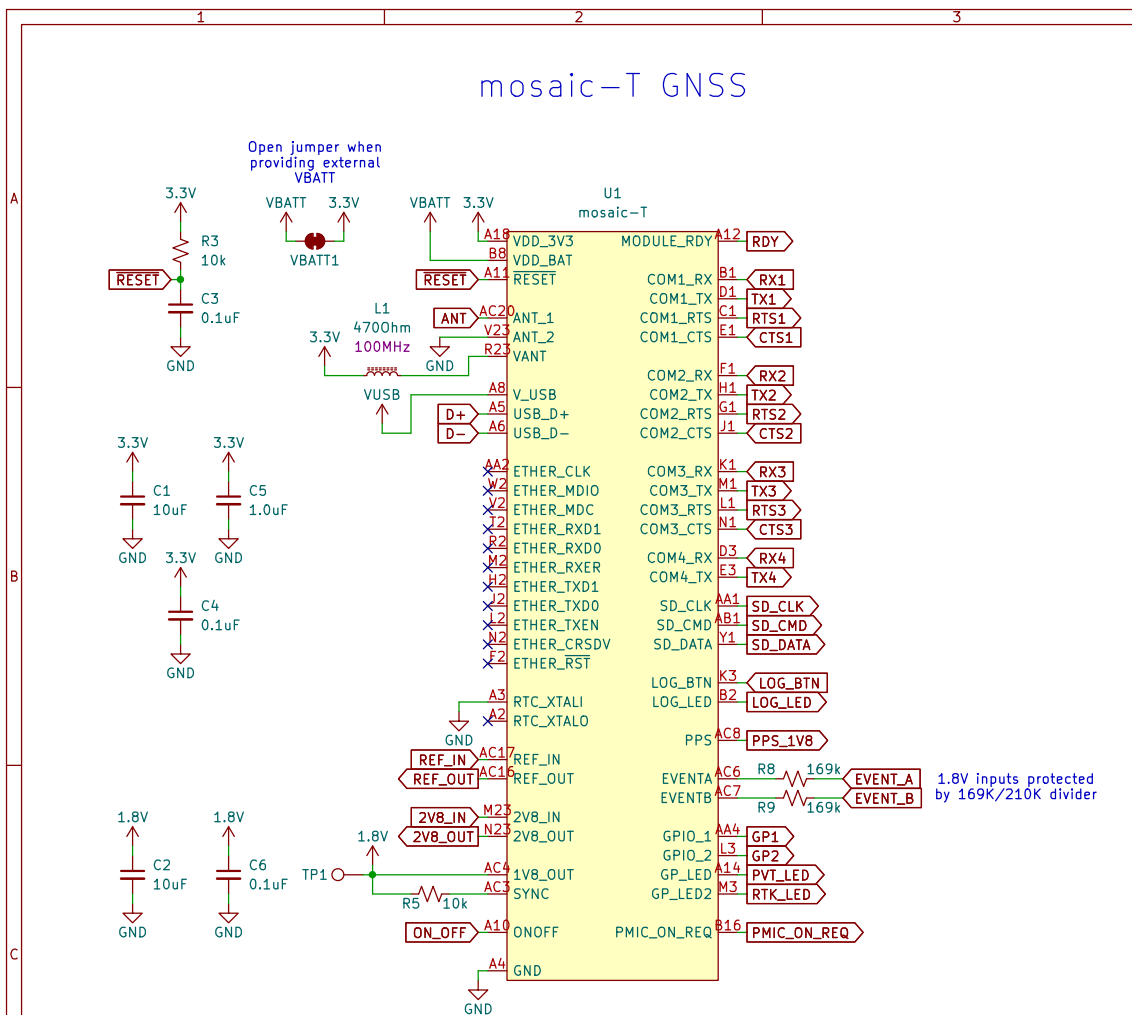 1
2
3
A
B
C
mosaic-T GNSS
Open jumper when
providing external
VBATT
3.3V
R3
10k
RESET
C3
0.1uF
GND
VBATT
3.3V
VBATT1
VBATT
3.3V
L1
470Ohm
100MHz
3.3V
GND
VUSB
RESET
ANT
D+
D-
3.3V
C1
10uF
GND
3.3V
C5
1.0uF
GND
3.3V
C4
0.1uF
GND
1.8V
C2
10uF
GND
1.8V
C6
0.1uF
GND
GND
REF_IN
REF_OUT
2V8_IN
2V8_OUT
1.8V
TP1
R5
10k
ON_OFF
GND
U1
mosaic-T
A18 VDD_3V3
B8 VDD_BAT
A11 RESET
AC20 ANT_1
V23 ANT_2
R23 VANT
A8 V_USB
A5 USB_D+
A6 USB_D-
AA2 ETHER_CLK
W2 ETHER_MDIO
V2 ETHER_MDC
T2 ETHER_RXD1
R2 ETHER_RXD0
M2 ETHER_RXER
H2 ETHER_TXD1
J2 ETHER_TXD0
L2 ETHER_TXEN
N2 ETHER_CRSDV
F2 ETHER_RST
A3 RTC_XTALI
A2 RTC_XTALO
AC17 REF_IN
AC16 REF_OUT
M23 2V8_IN
N23 2V8_OUT
AC4 1V8_OUT
AC3 SYNC
A10 ONOFF
A4 GND
MODULE_RDY A12 RDY
COM1_RX B1 RX1
COM1_TX D1 TX1
COM1_RTS C1 RTS1
COM1_CTS E1 CTS1
COM2_RX F1 RX2
COM2_TX H1 TX2
COM2_RTS G1 RTS2
COM2_CTS J1 CTS2
COM3_RX K1 RX3
COM3_TX M1 TX3
COM3_RTS L1 RTS3
COM3_CTS N1 CTS3
COM4_RX D3 RX4
COM4_TX E3 TX4
SD_CLK AA1 SD_CLK
SD_CMD AB1 SD_CMD
SD_DATA Y1 SD_DATA
LOG_BTN K3 LOG_BTN
LOG_LED B2 LOG_LED
PPS AC8 PPS_1V8
EVENTA AC6 R8 169k EVENT_A
EVENTB AC7 R9 169k EVENT_B
1.8V inputs protected
by 169K/210K divider
GPIO_1 AA4 GP1
GPIO_2 L3 GP2
GP_LED A14 PVT_LED
GP_LED2 M3 RTK_LED
PMIC_ON_REQ B16 PMIC_ON_REQ